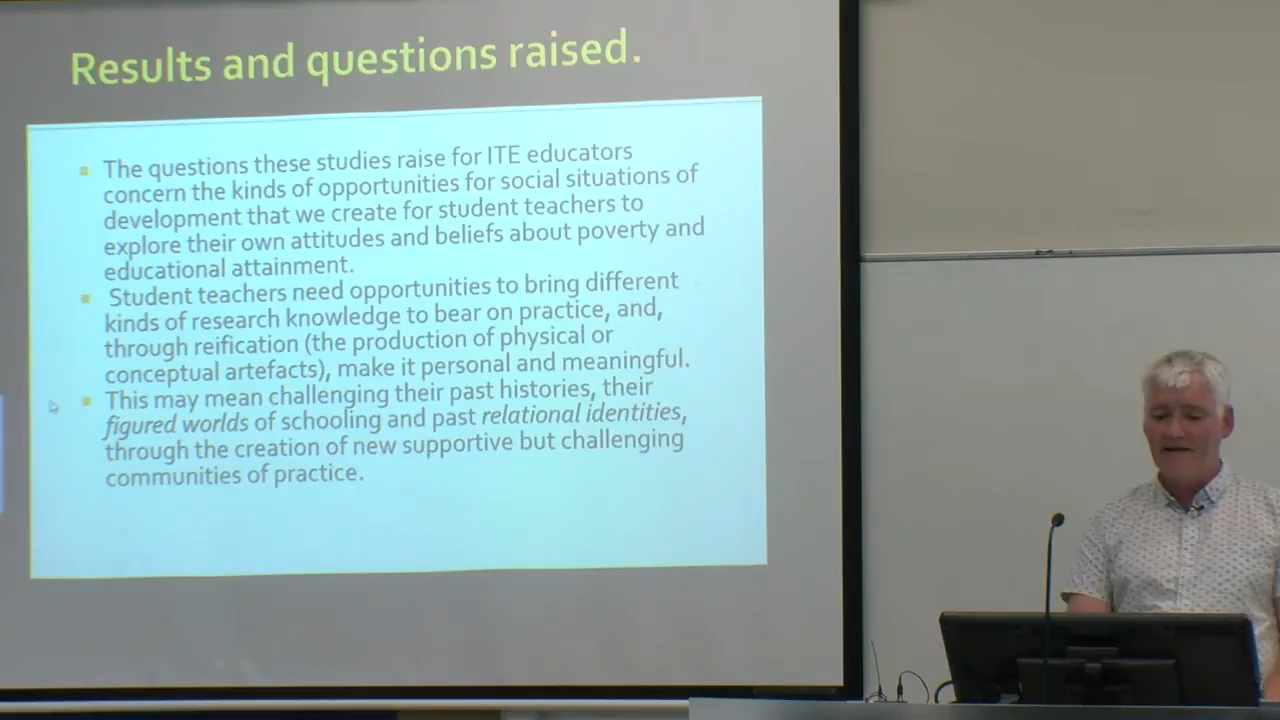 Results and questions raised.
The questions these studies raise for ITE educators
concern the kinds of opportunities for social situations of
development that we create for student teachers to
explore their own attitudes and beliefs about poverty and
educational attainment.
Student teachers need opportunities to bring different
kinds of research knowledge to bear on practice, and,
through reification (the production of physical or
conceptual artefacts), make it personal and meaningful.
This may mean challenging their past histories, their
figured worlds of schooling and past relational identities,
through the creation of new supportive but challenging
communities of practice.